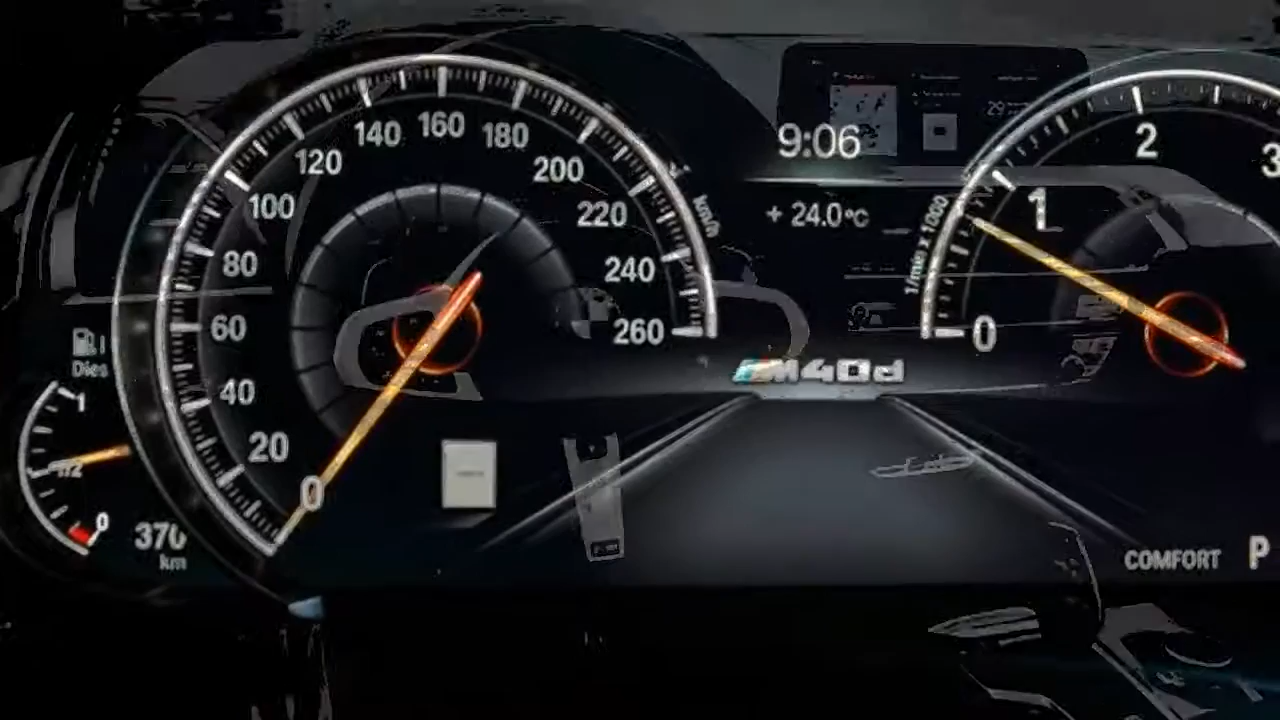 140 160 180
120 200
100 220
80 240
60 260
40
20
0
km/h
Dies
1
1/2
0
370
km
9:06
+ 24.0°C
M40d
1/min x 1000
0
1
2
3
COMFORT P